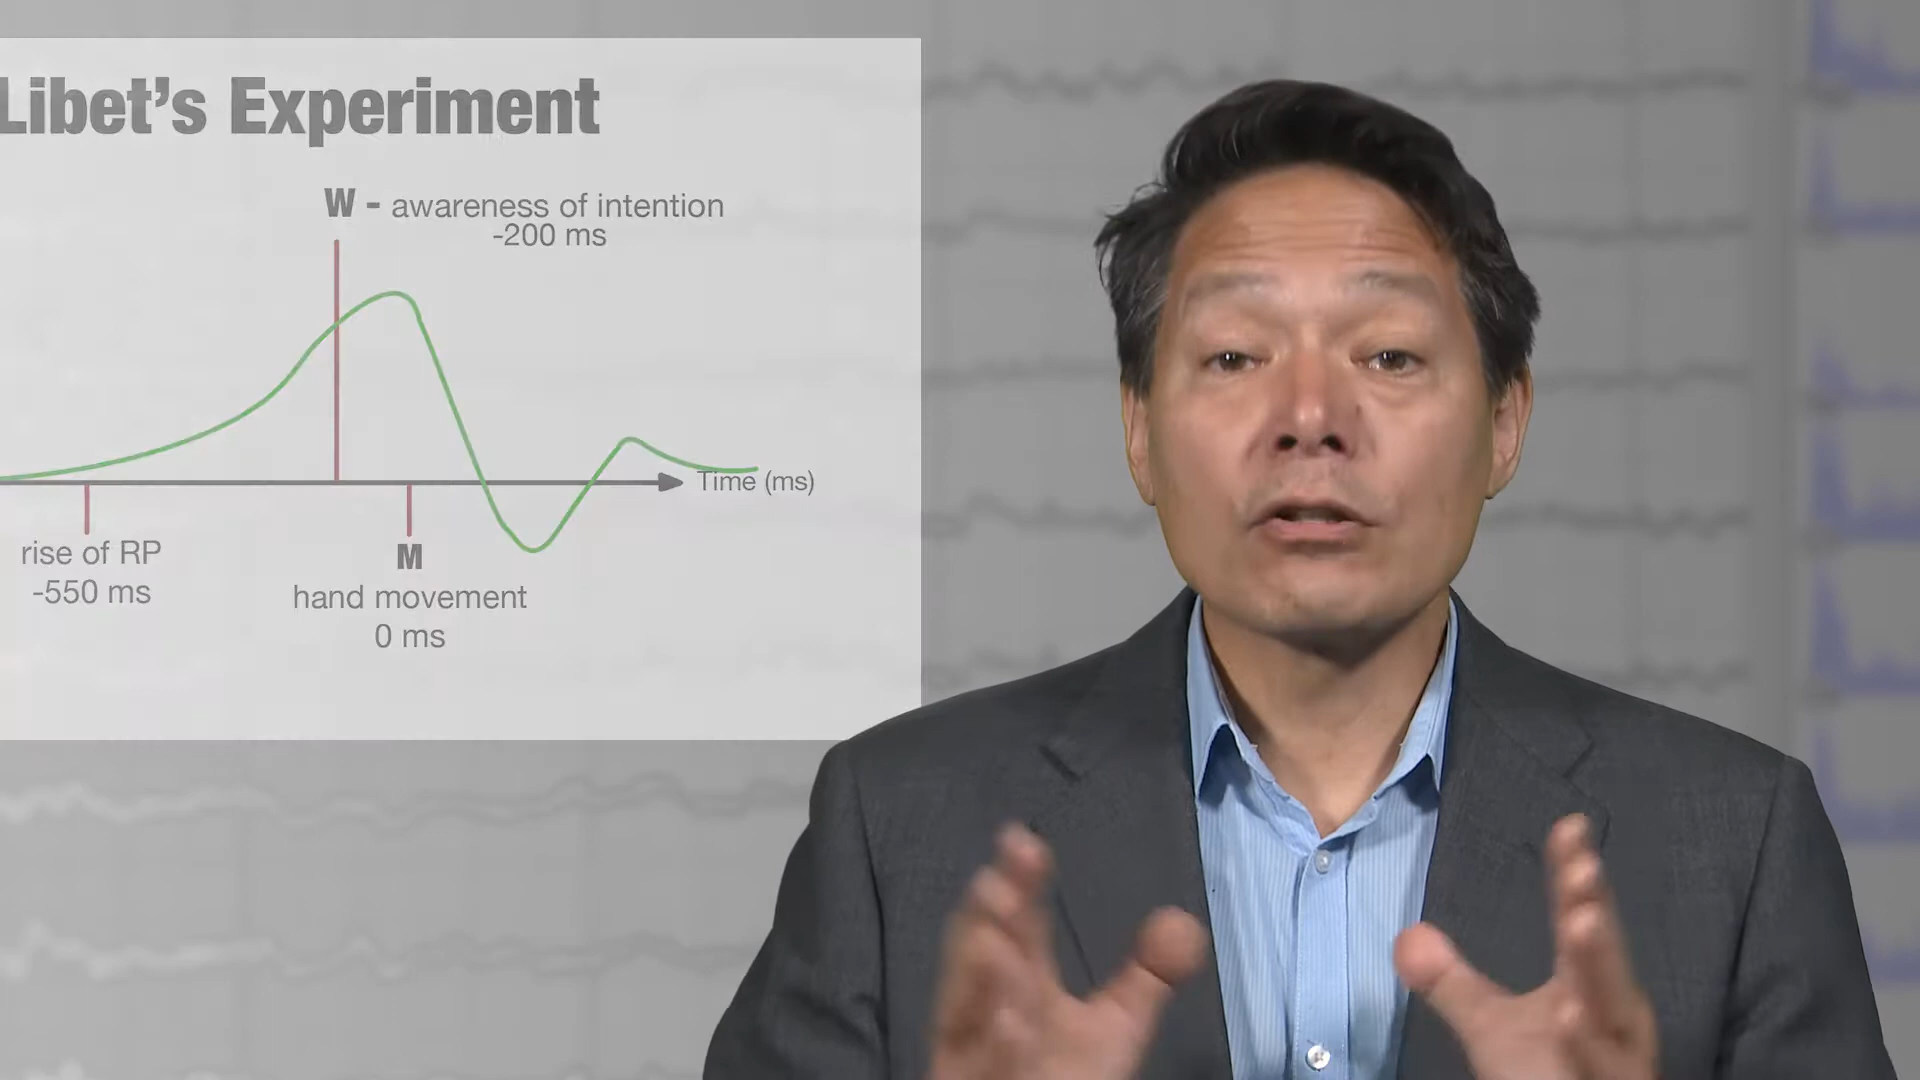 Libet's Experiment
W - awareness of intention
-200 ms
Time (ms)
rise of RP
-550 ms
M
hand movement
0 ms